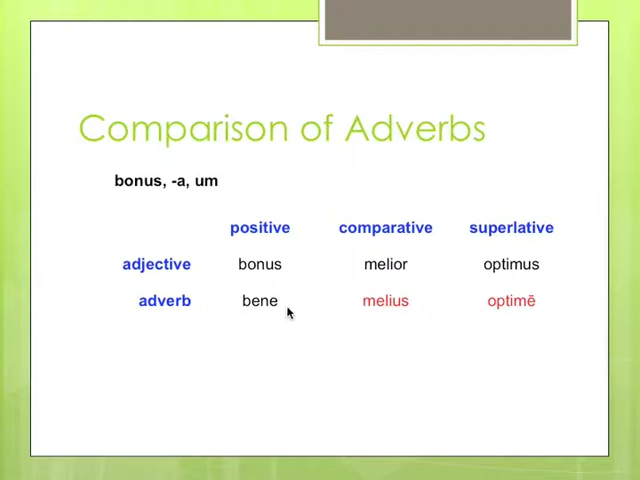 Comparison of Adverbs
bonus, -a, um
positive comparative superlative
adjective bonus melior optimus
adverb bene melius optimē